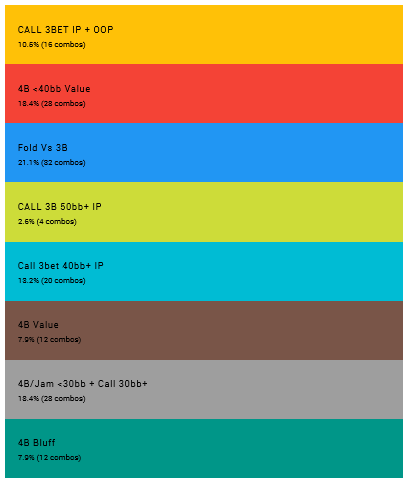 CALL 3BET IP + OOP
10.6% (16 combos)
4B <40bb Value
18.4% (28 combos)
Fold Vs 3B
21.1% (32 combos)
CALL 3B 50bb+ IP
2.6% (4 combos)
Call 3bet 40bb+ IP
13.2% (20 combos)
4B Value
7.9% (12 combos)
4B/Jam <30bb + Call 30bb+
18.4% (28 combos)
4B Bluff
7.9% (12 combos)